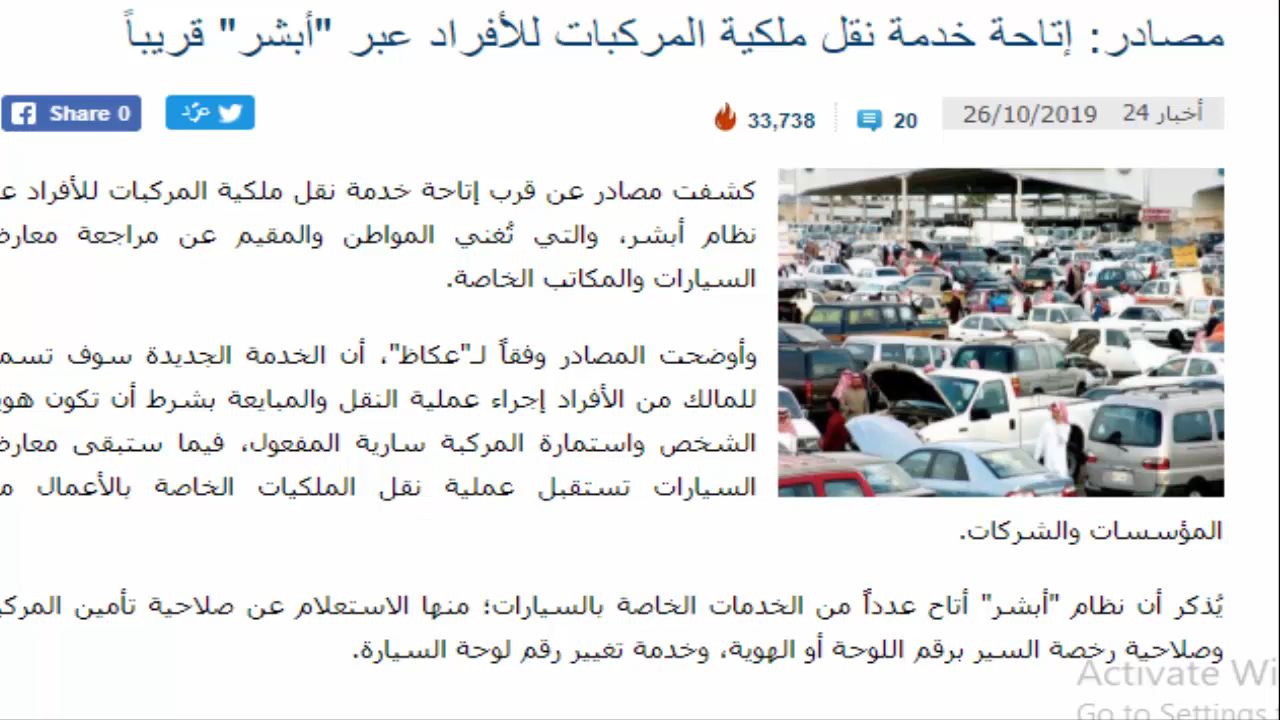 مصادر: إتاحة خدمة نقل ملكية المركبات للأفراد عبر "أبشر" قريباً
أخبار 24 26/10/2019 20 33,738 غرّد Share 0
كشفت مصادر عن قرب إتاحة خدمة نقل ملكية المركبات للأفراد
نظام أبشر، والتي تُغني المواطن والمقيم عن مراجعة
السيارات والمكاتب الخاصة.
وأوضحت المصادر وفقاً لـ"عكاظ"، أن الخدمة الجديدة سوف
للمالك من الأفراد إجراء عملية النقل والمبايعة بشرط أن تكون
الشخص واستمارة المركبة سارية المفعول، فيما ستبقى
السيارات تستقبل عملية نقل الملكيات الخاصة بالأعمال
المؤسسات والشركات.
يُذكر أن نظام "أبشر" أتاح عدداً من الخدمات الخاصة بالسيارات؛ منها الاستعلام عن صلاحية تأمين
وصلاحية رخصة السير برقم اللوحة أو الهوية، وخدمة تغيير رقم لوحة السيارة.
Activate
Go to Settings